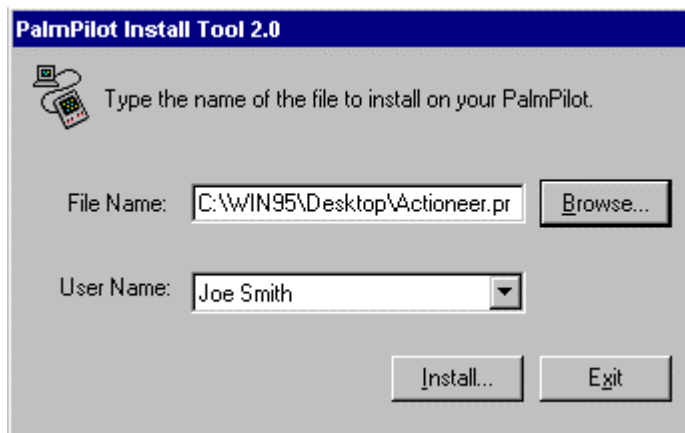 PalmPilot Install Tool 2.0
Type the name of the file to install on your PalmPilot.
File Name: C:\WIN95\Desktop\Actioneer.pr Browse...
User Name: Joe Smith
Install... Exit